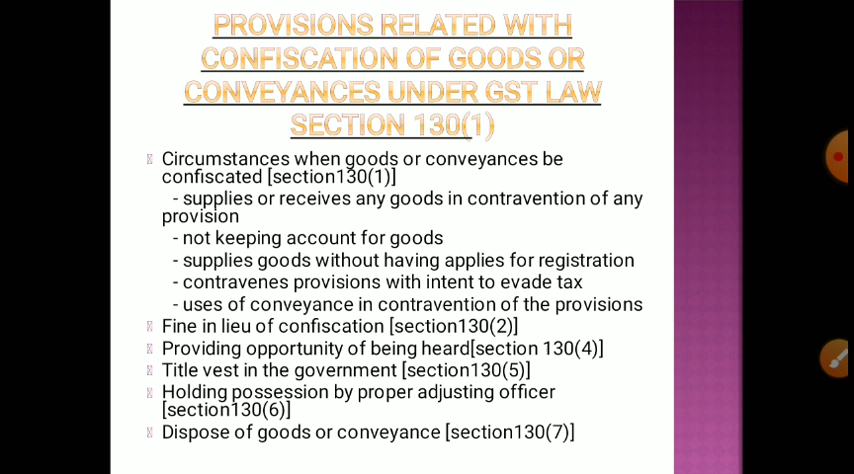 PROVISIONS RELATED WITH
CONFISCATION OF GOODS OR
CONVEYANCES UNDER GST LAW
SECTION 130(1)
Circumstances when goods or conveyances be
confiscated [section130(1)]
- supplies or receives any goods in contravention of any
provision
- not keeping account for goods
- supplies goods without having applies for registration
- contravenes provisions with intent to evade tax
- uses of conveyance in contravention of the provisions
Fine in lieu of confiscation [section130(2)]
Providing opportunity of being heard[section 130(4)]
Title vest in the government [section130(5)]
Holding possession by proper adjusting officer
[section130(6)]
Dispose of goods or conveyance [section130(7)]